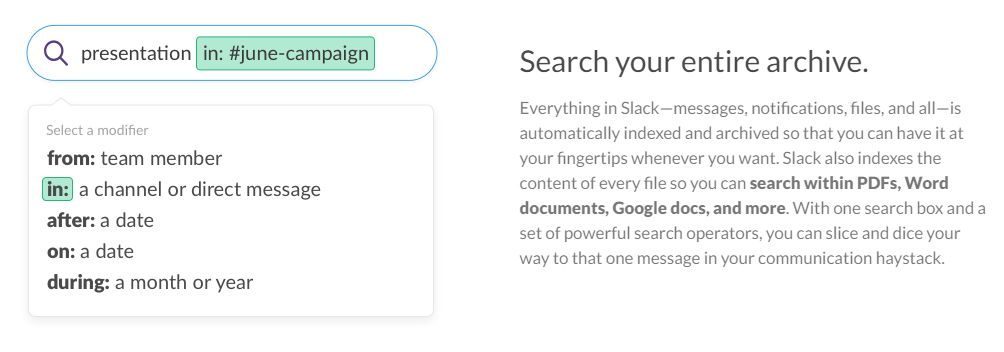 presentation in: #june-campaign
Select a modifier
from: team member
in: a channel or direct message
after: a date
on: a date
during: a month or year
Search your entire archive.
Everything in Slack—messages, notifications, files, and all—is
automatically indexed and archived so that you can have it at
your fingertips whenever you want. Slack also indexes the
content of every file so you can search within PDFs, Word
documents, Google docs, and more. With one search box and a
set of powerful search operators, you can slice and dice your
way to that one message in your communication haystack.